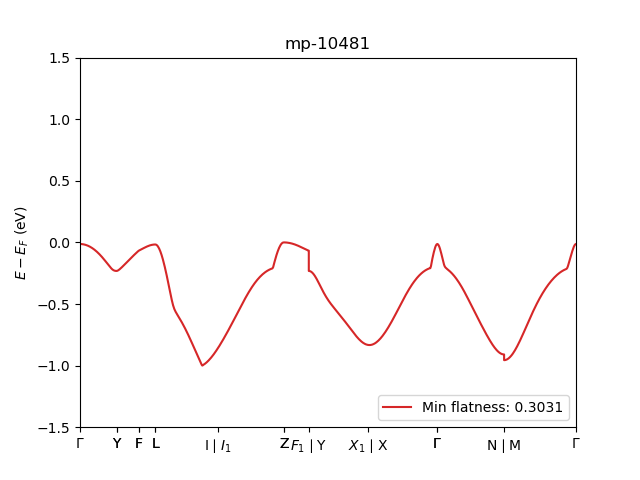 mp-10481
E − E_F (eV)
1.5
1.0
0.5
0.0
−0.5
−1.0
−1.5
Min flatness: 0.3031
Γ Y F L I | I₁ Z F₁ | Y X₁ | X Γ N | M Γ